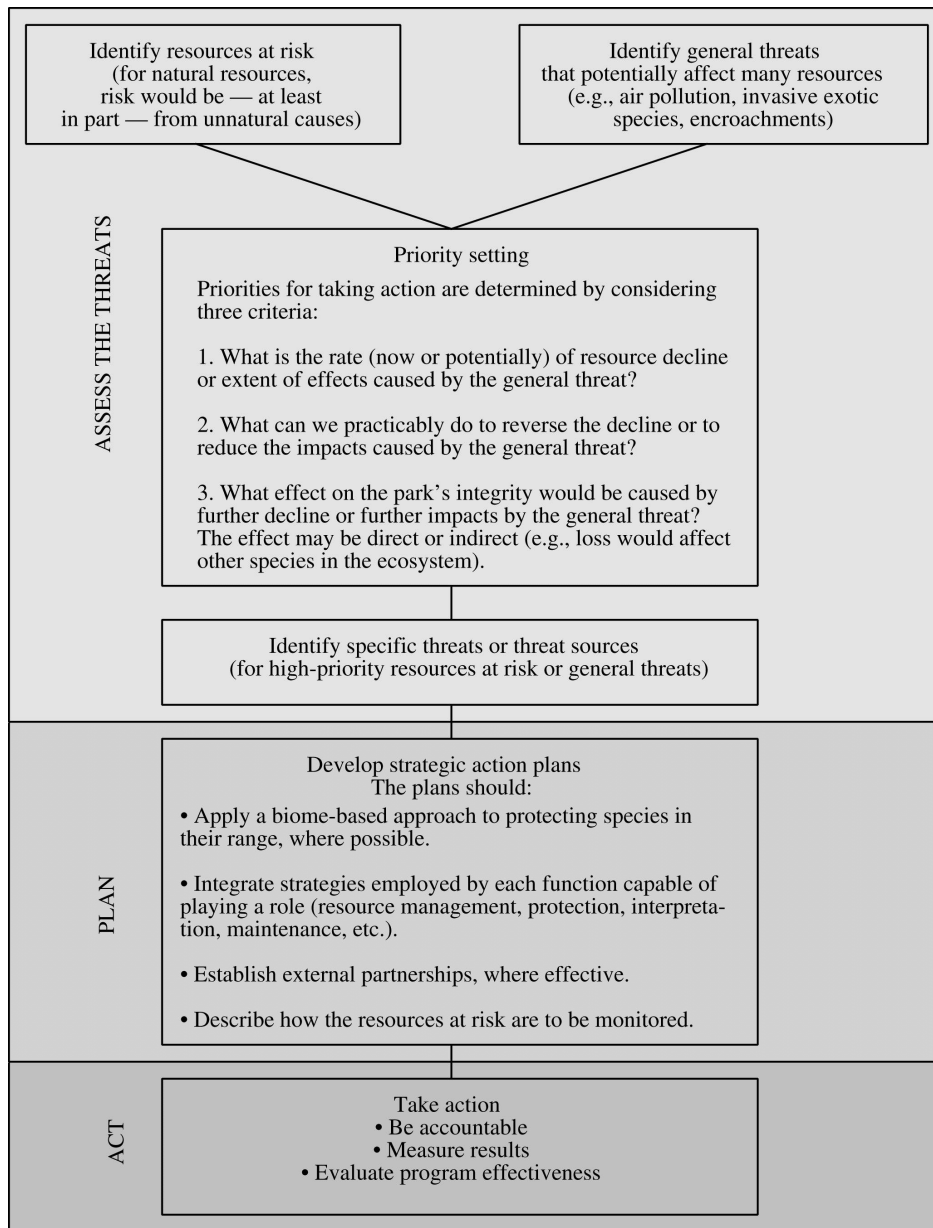 Identify resources at risk
(for natural resources,
risk would be — at least
in part — from unnatural causes)
Identify general threats
that potentially affect many resources
(e.g., air pollution, invasive exotic
species, encroachments)
ASSESS THE THREATS
Priority setting
Priorities for taking action are determined by considering
three criteria:
1. What is the rate (now or potentially) of resource decline
or extent of effects caused by the general threat?
2. What can we practicably do to reverse the decline or to
reduce the impacts caused by the general threat?
3. What effect on the park’s integrity would be caused by
further decline or further impacts by the general threat?
The effect may be direct or indirect (e.g., loss would affect
other species in the ecosystem).
Identify specific threats or threat sources
(for high-priority resources at risk or general threats)
PLAN
Develop strategic action plans
The plans should:
• Apply a biome-based approach to protecting species in
their range, where possible.
• Integrate strategies employed by each function capable of
playing a role (resource management, protection, interpreta-
tion, maintenance, etc.).
• Establish external partnerships, where effective.
• Describe how the resources at risk are to be monitored.
ACT
Take action
• Be accountable
• Measure results
• Evaluate program effectiveness